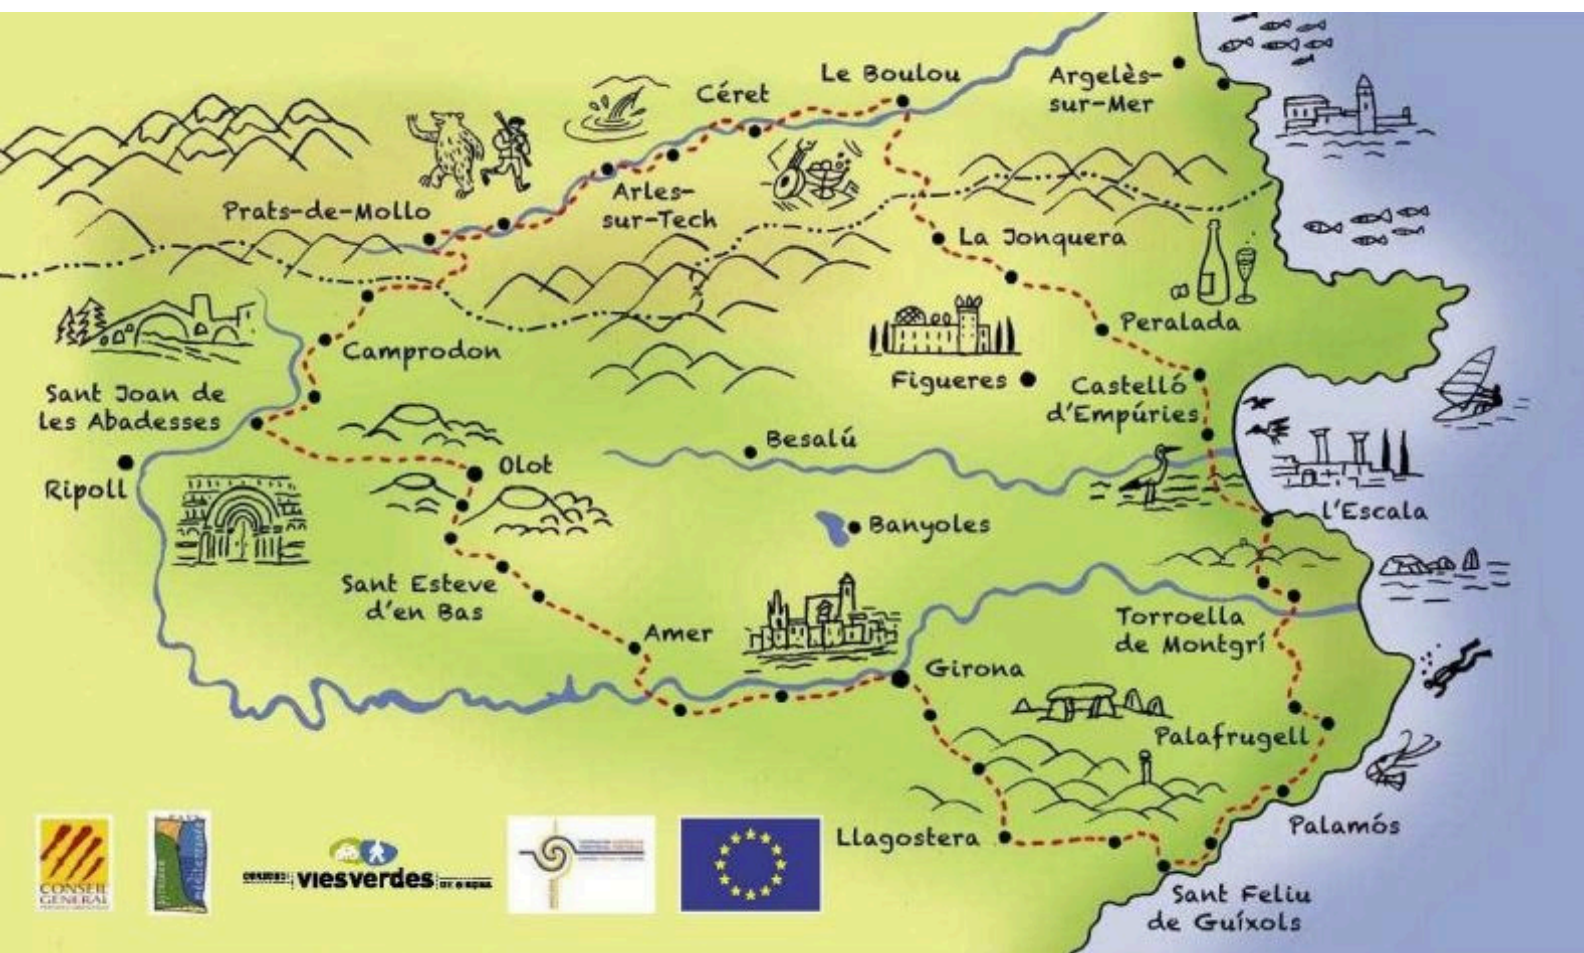 Le Boulou
Argelès-
sur-Mer
Céret
Arles-
sur-Tech
Prats-de-Mollo
La Jonquera
Peralada
Camprodon
Figueres
Castelló
d'Empúries
Sant Joan de
les Abadesses
Besalú
Olot
Ripoll
l'Escala
Banyoles
Sant Esteve
d'en Bas
Torroella
de Montgrí
Amer
Girona
Palafrugell
Palamós
Llagostera
Sant Feliu
de Guíxols
CONSEIL
GENERAL
viesverdes